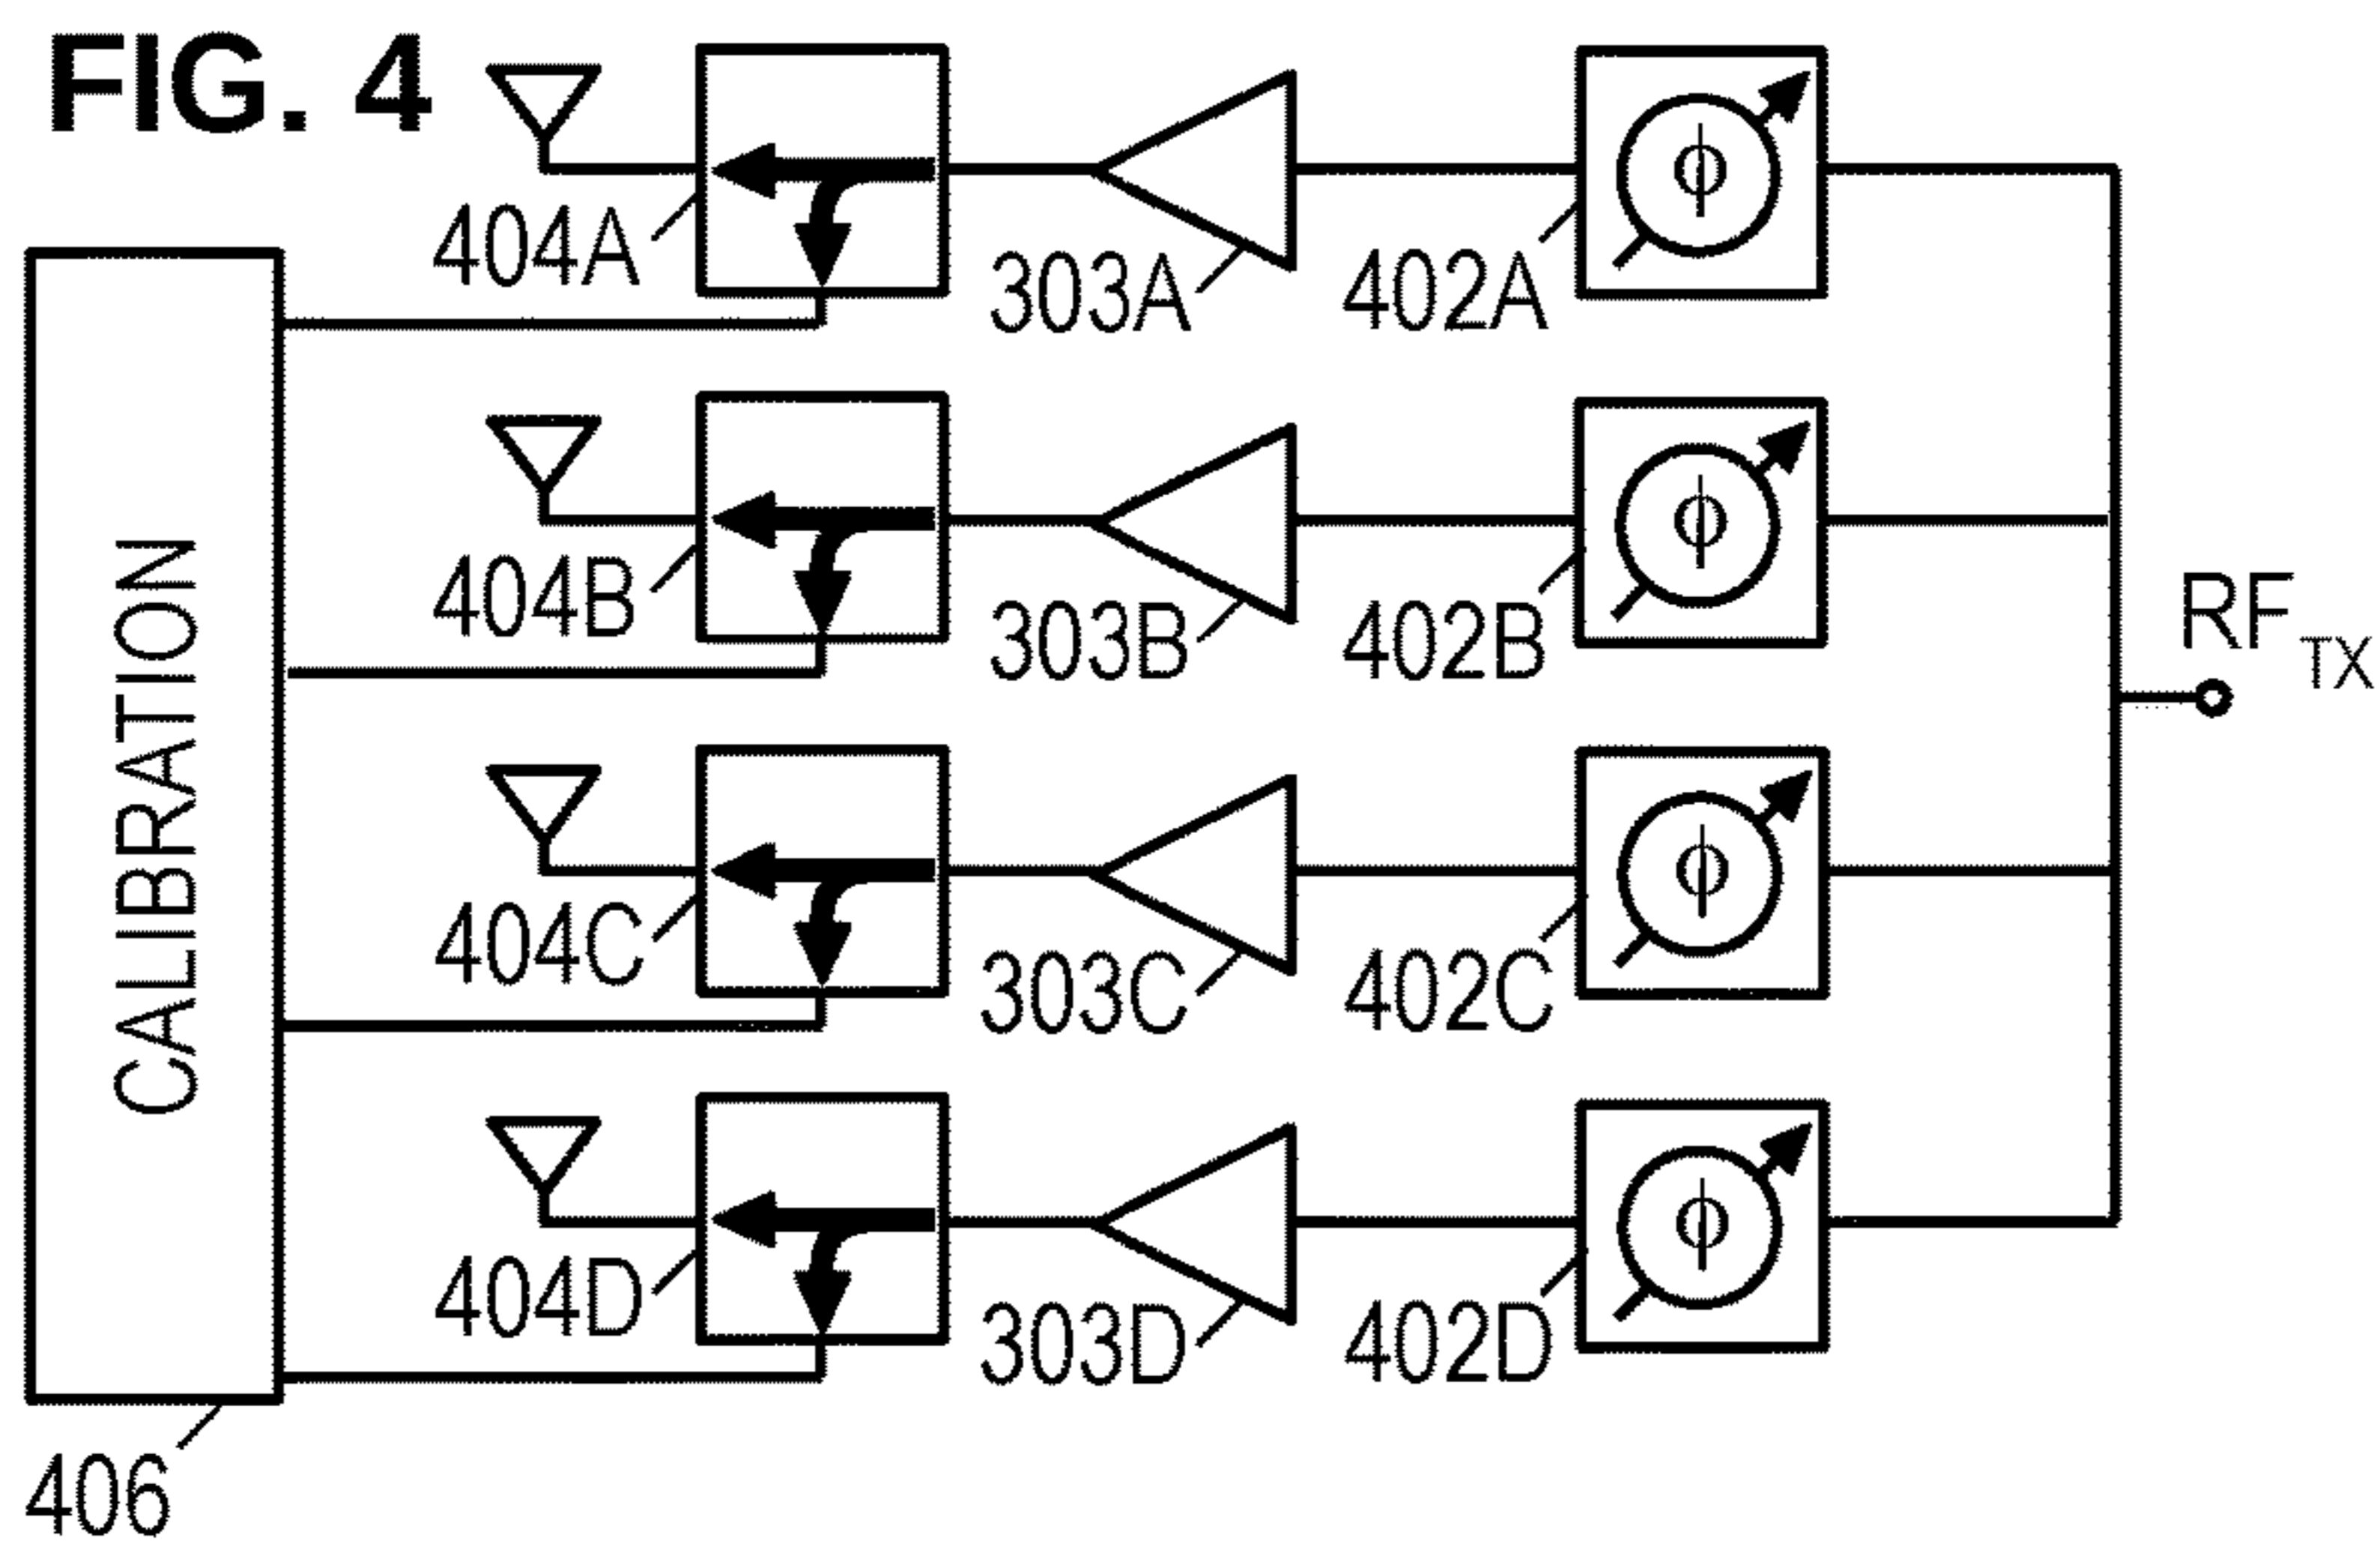 FIG. 4
404A
303A
402A
ϕ
404B
303B
402B
ϕ
RF TX
CALIBRATION
404C
303C
402C
ϕ
404D
303D
402D
ϕ
406